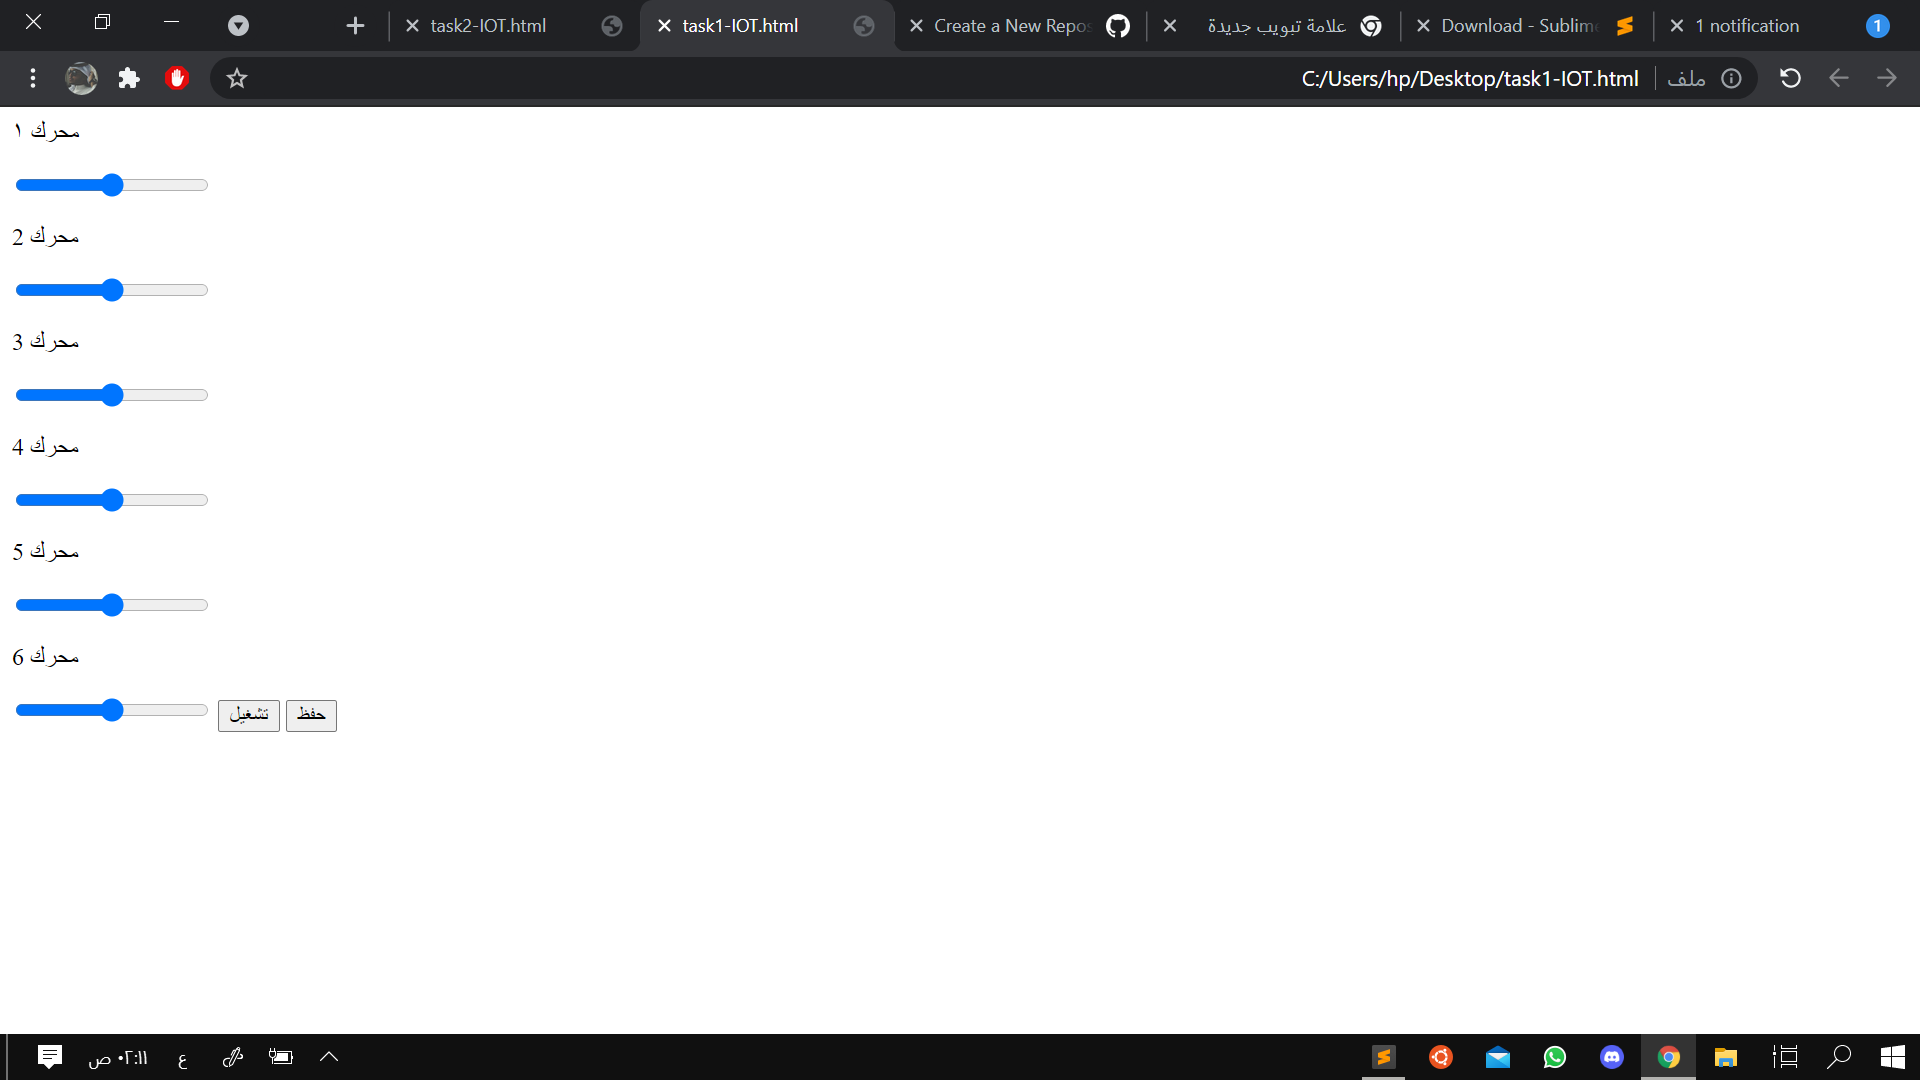 task2-IOT.html
task1-IOT.html
Create a New Repos
علامة تبويب جديدة
Download - Sublim
1 notification
1
C:/Users/hp/Desktop/task1-IOT.html
ملف
محرك ١
محرك 2
محرك 3
محرك 4
محرك 5
محرك 6
تشغيل
حفظ
٠٢:١١ ص
ع